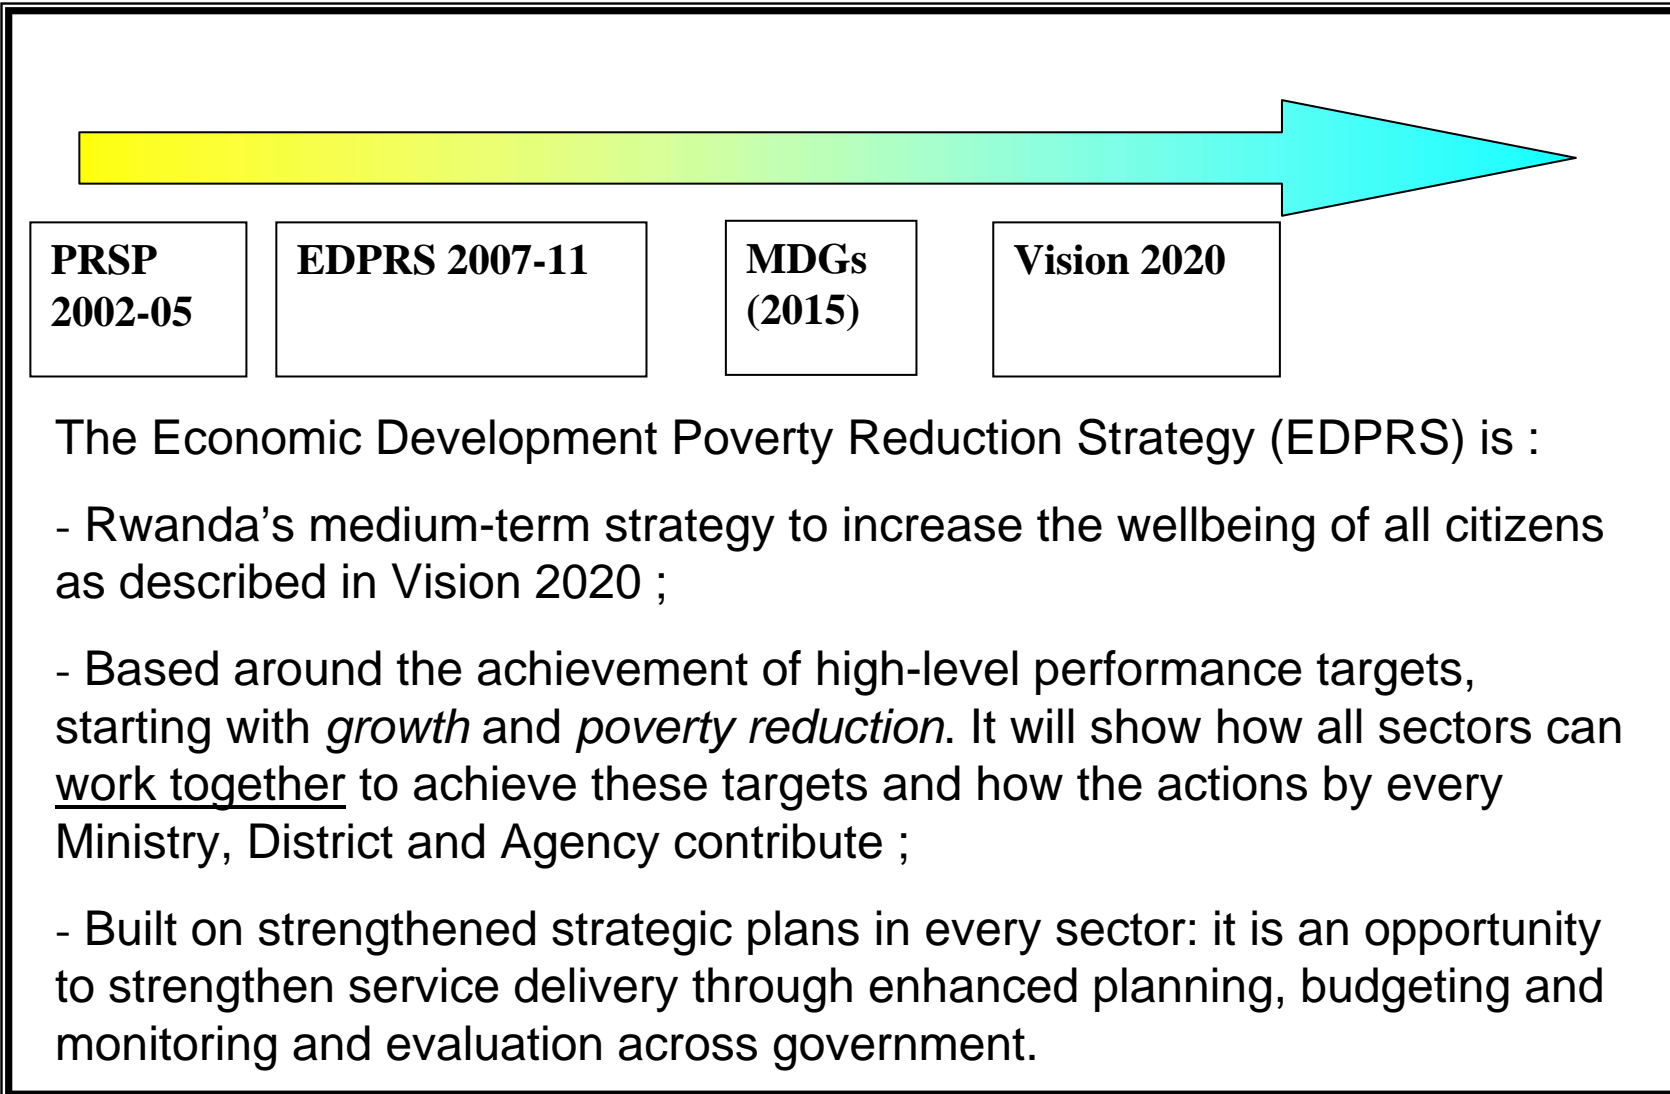 PRSP
2002-05
EDPRS 2007-11
MDGs
(2015)
Vision 2020
The Economic Development Poverty Reduction Strategy (EDPRS) is :
- Rwanda’s medium-term strategy to increase the wellbeing of all citizens
as described in Vision 2020 ;
- Based around the achievement of high-level performance targets,
starting with growth and poverty reduction. It will show how all sectors can
work together to achieve these targets and how the actions by every
Ministry, District and Agency contribute ;
- Built on strengthened strategic plans in every sector: it is an opportunity
to strengthen service delivery through enhanced planning, budgeting and
monitoring and evaluation across government.